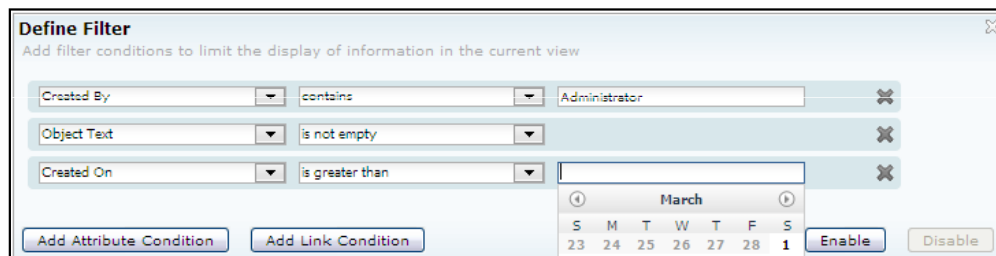 Define Filter
Add filter conditions to limit the display of information in the current view
Created By contains Administrator
Object Text is not empty
Created On is greater than
March
S M T W T F S
23 24 25 26 27 28 1
Add Attribute Condition Add Link Condition Enable Disable